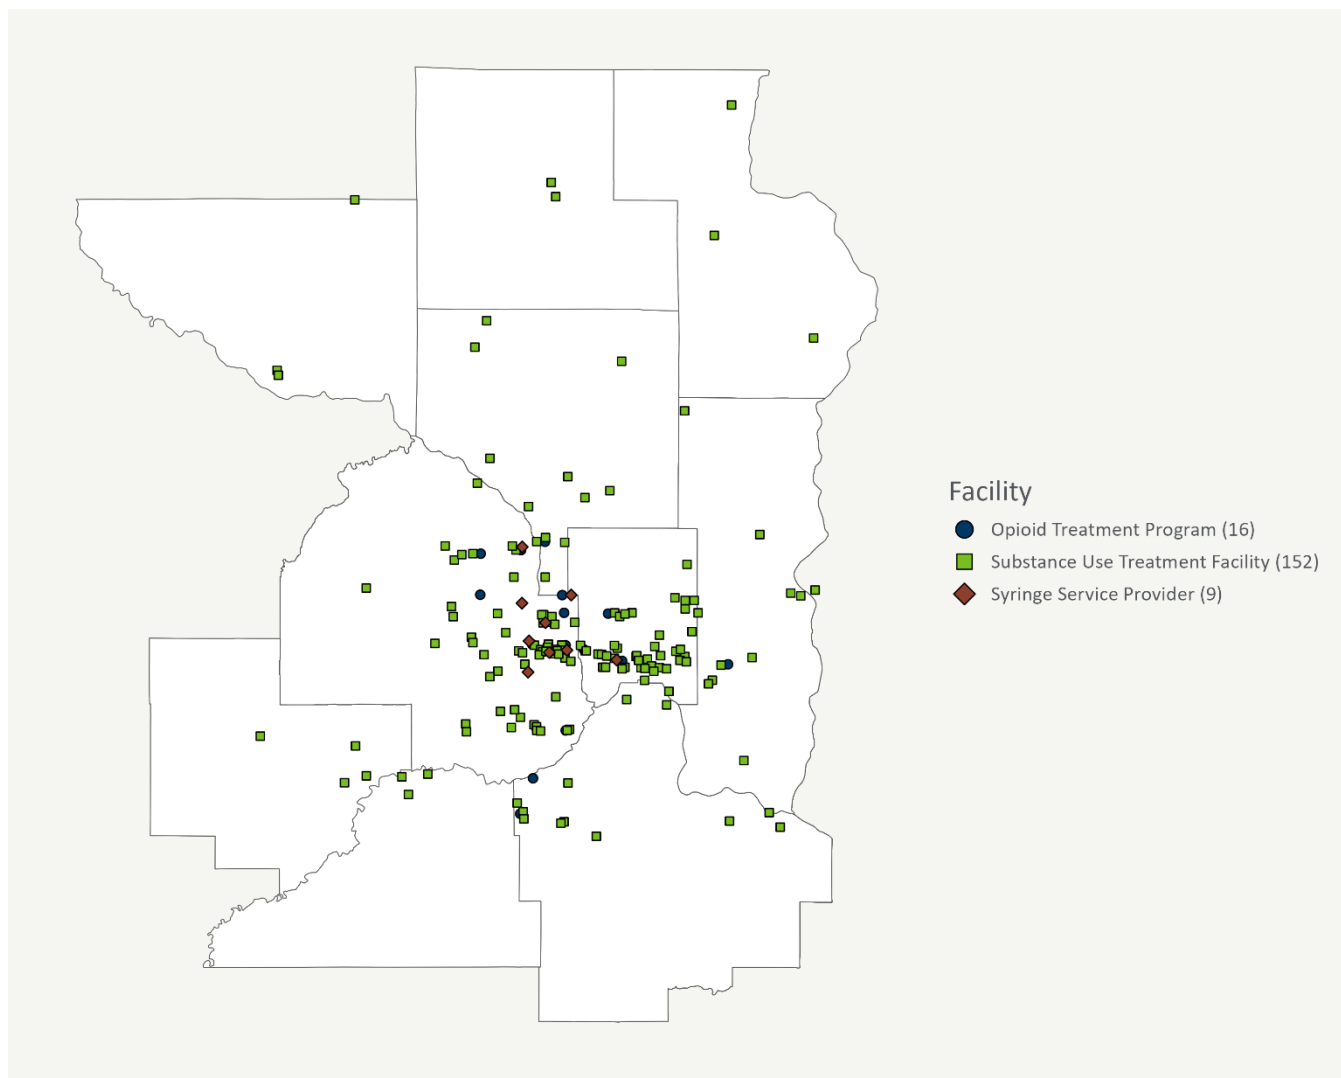 Facility
Opioid Treatment Program (16)
Substance Use Treatment Facility (152)
Syringe Service Provider (9)